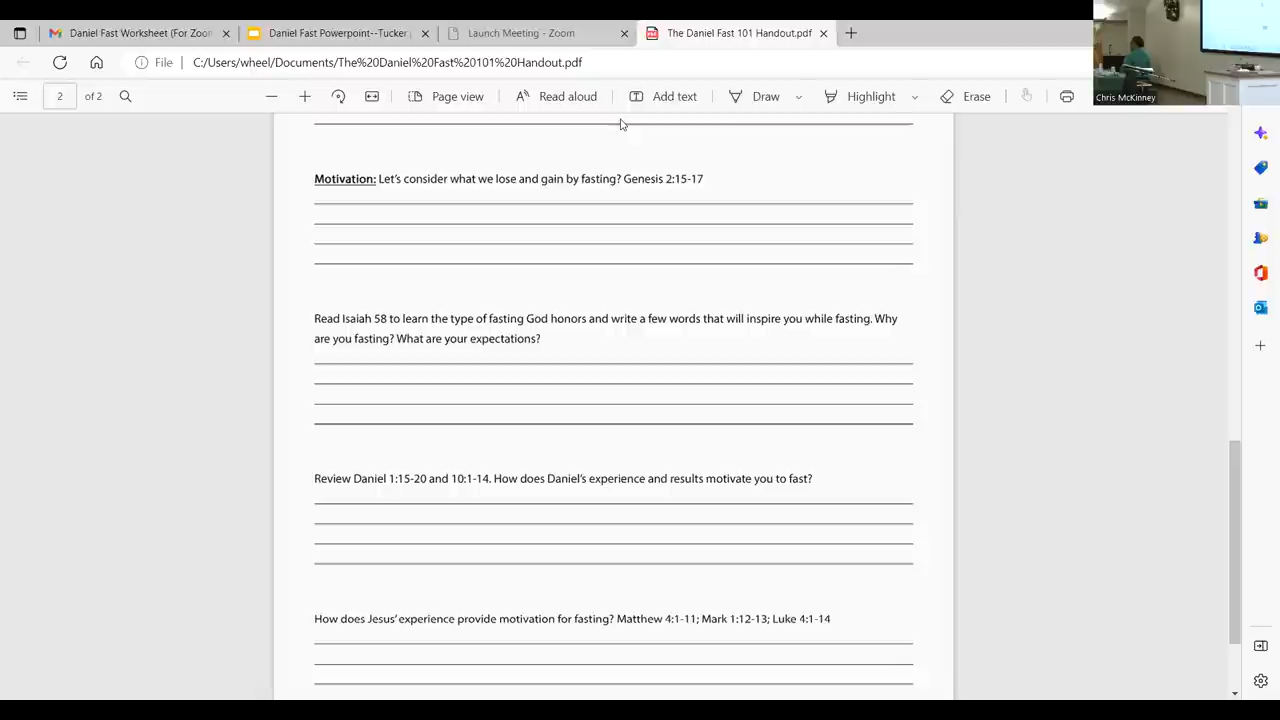 Daniel Fast Worksheet (For Zoom
Daniel Fast Powerpoint--Tucker
Launch Meeting - Zoom
The Daniel Fast 101 Handout.pdf
File
C:/Users/wheel/Documents/The%20Daniel%20Fast%20101%20Handout.pdf
2
of 2
Page view
Read aloud
Add text
Draw
Highlight
Erase
Chris McKinney
Motivation: Let's consider what we lose and gain by fasting? Genesis 2:15-17
Read Isaiah 58 to learn the type of fasting God honors and write a few words that will inspire you while fasting. Why
are you fasting? What are your expectations?
Review Daniel 1:15-20 and 10:1-14. How does Daniel's experience and results motivate you to fast?
How does Jesus' experience provide motivation for fasting? Matthew 4:1-11; Mark 1:12-13; Luke 4:1-14